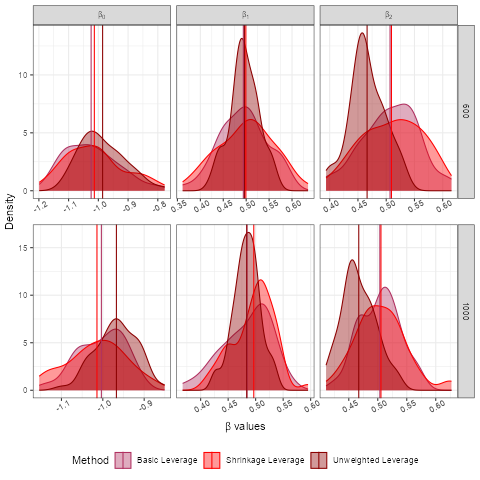 β₀ β₁ β₂
15
10
5
0
600
-1.2 -1.1 -1.0 -0.9 -0.8 0.35 0.40 0.45 0.50 0.55 0.60 0.40 0.45 0.50 0.55 0.60
Density
15
10
5
0
1000
-1.1 -1.0 -0.9 0.40 0.45 0.50 0.55 0.60 0.45 0.50 0.55 0.60
β values
Method Basic Leverage Shrinkage Leverage Unweighted Leverage